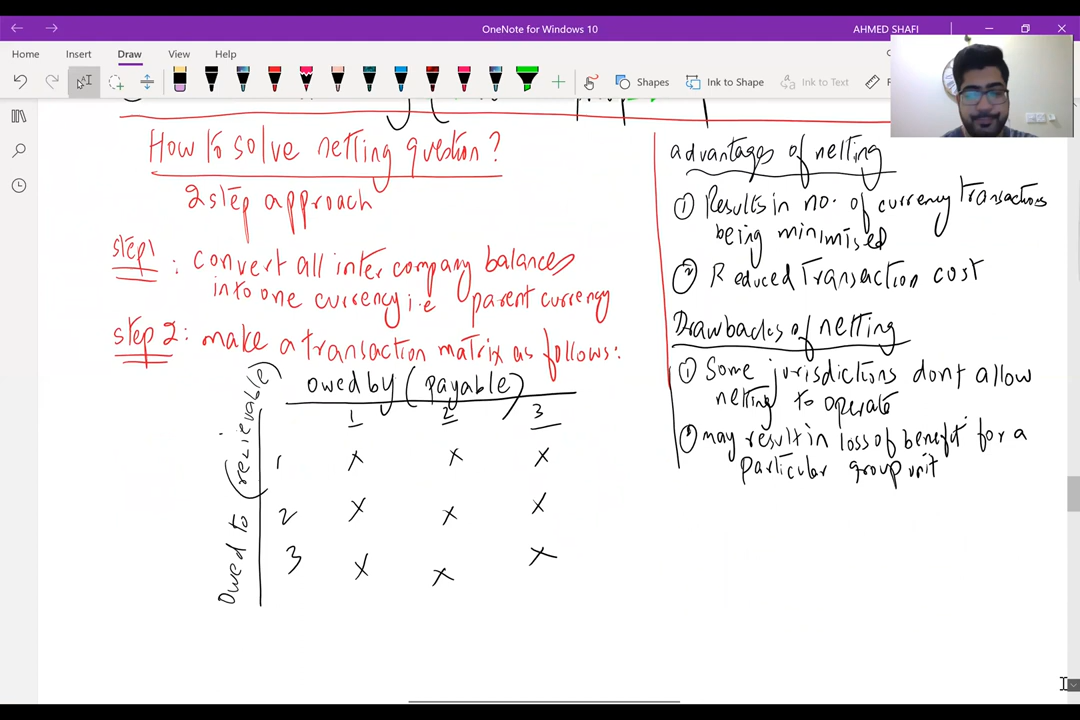 OneNote for Windows 10
AHMED SHAFI
Home Insert Draw View Help
Shapes Ink to Shape Ink to Text
How to solve netting question?
2 step approach
step1 : convert all inter company balances
into one currency i.e parent currency
step 2: make a transaction matrix as follows:
owed by (payable)
1 2 3
Owed to (recievable)
1 x x x
2 x x x
3 x x x
advantages of netting
① Results in no. of currency transactions
being minimised
② Reduced Transaction cost
Drawbacks of netting
① Some jurisdictions dont allow
netting to operate
② may result in loss of benefit for a
particular group unit